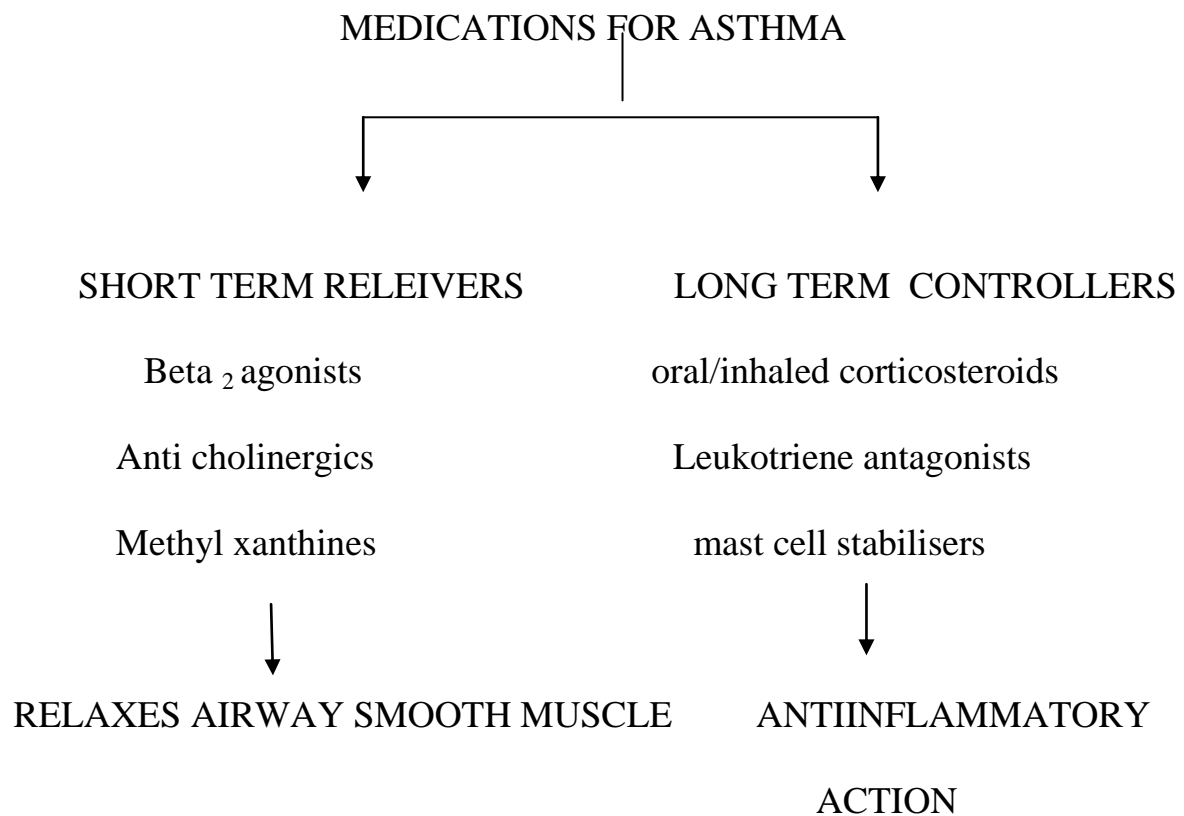 MEDICATIONS FOR ASTHMA
SHORT TERM RELEIVERS
Beta 2 agonists
Anti cholinergics
Methyl xanthines
RELAXES AIRWAY SMOOTH MUSCLE
LONG TERM CONTROLLERS
oral/inhaled corticosteroids
Leukotriene antagonists
mast cell stabilisers
ANTIINFLAMMATORY
ACTION